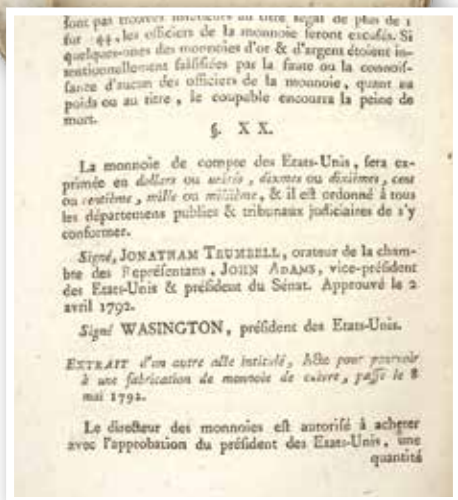 ſont pas trouvés inférieurs au titre légal de plus de 1
ſur 44, les officiers de la monnoie ſeront excuſés. Si
quelques-unes des monnoies d'or & d'argent étoient in-
tentionnellement falſifiées par la faute ou la connoiſ-
ſance d'aucun des officiers de la monnoie, quant au
poids ou au titre, le coupable encourra la peine de
mort.
§. X X.
La monnoie de compte des Etats-Unis, ſera ex-
primée en dollars ou unités, diſmes ou dixièmes, cens
ou centième, mille ou millième, & il eſt ordonné à tous
les départemens publics & tribunaux judiciaires de s'y
conformer.
Signé, JONATHAM TRUMBELL, orateur de la cham-
bre des Repréſentans, JOHN ADAMS, vice-préſident
des Etats-Unis & préſident du Sénat. Approuvé le 2
avril 1792.
Signé WASINGTON, préſident des Etats-Unis.
EXTRAIT d'un autre acte intitulé, Acte pour pourvoir
à une fabrication de monnoie de cuivre, paſſé le 8
mai 1792.
Le directeur des monnoies eſt autoriſé à acheter
avec l'approbation du préſident des Etats-Unis, une
quantité